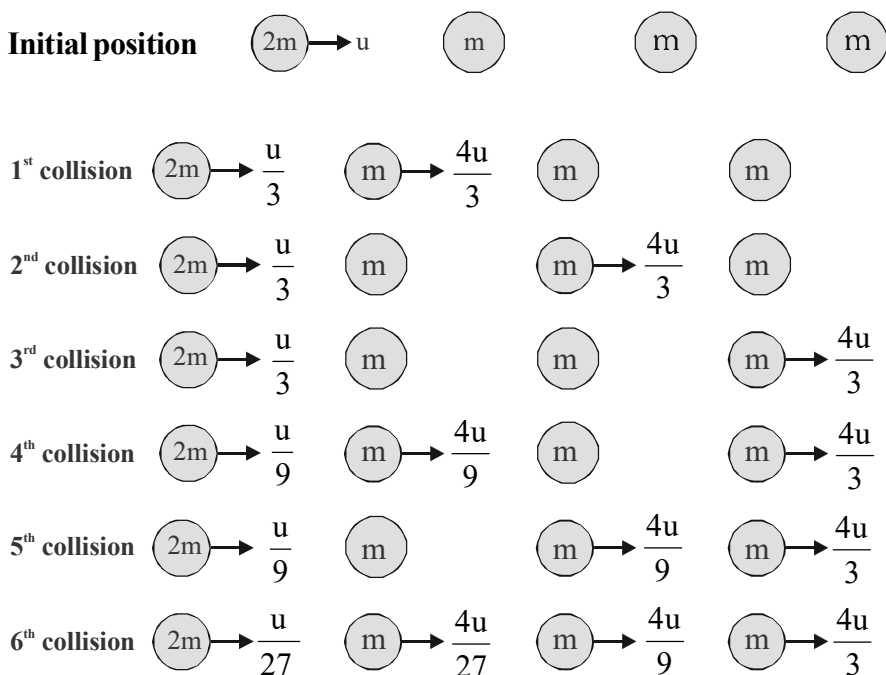 Initial position 2m u m m m
1st collision 2m u/3 m 4u/3 m m
2nd collision 2m u/3 m m 4u/3 m
3rd collision 2m u/3 m m m 4u/3
4th collision 2m u/9 m 4u/9 m m 4u/3
5th collision 2m u/9 m m 4u/9 m 4u/3
6th collision 2m u/27 m 4u/27 m 4u/9 m 4u/3